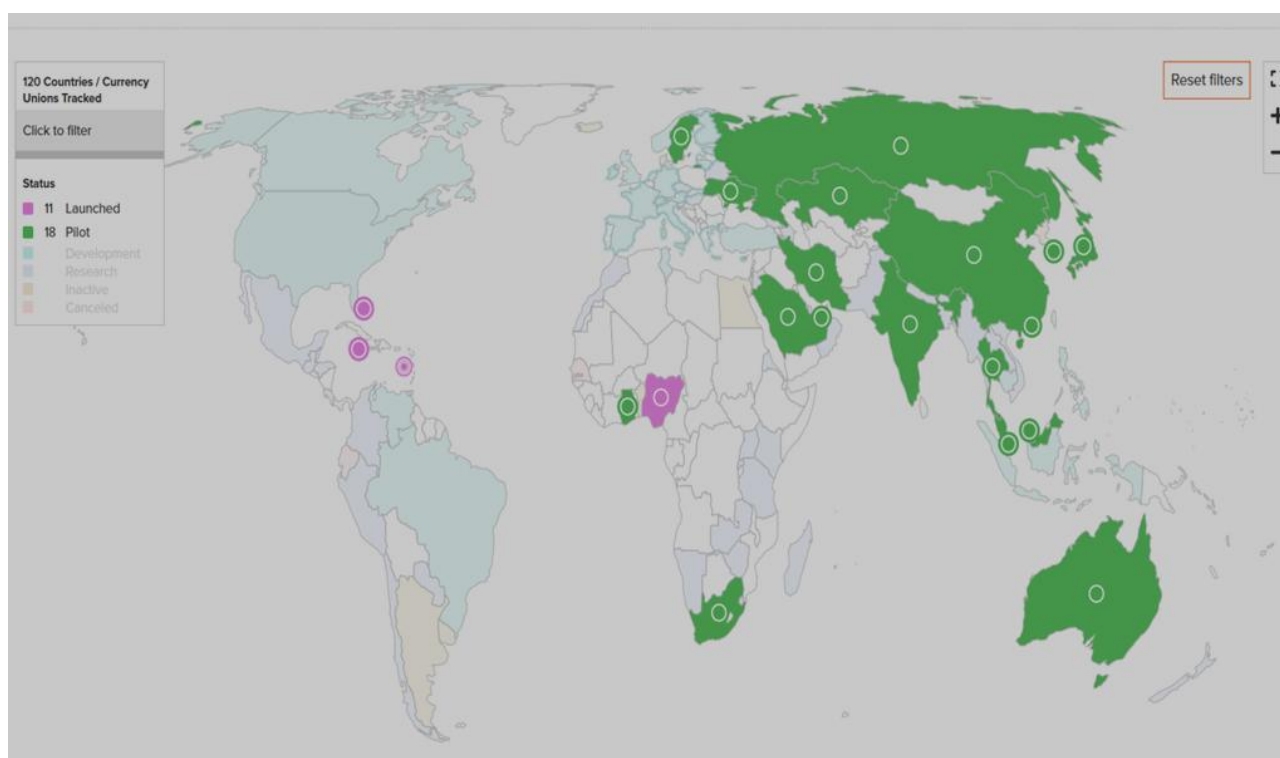 120 Countries / Currency
Unions Tracked
Click to filter
Status
11 Launched
18 Pilot
Development
Research
Inactive
Canceled
Reset filters
+
−